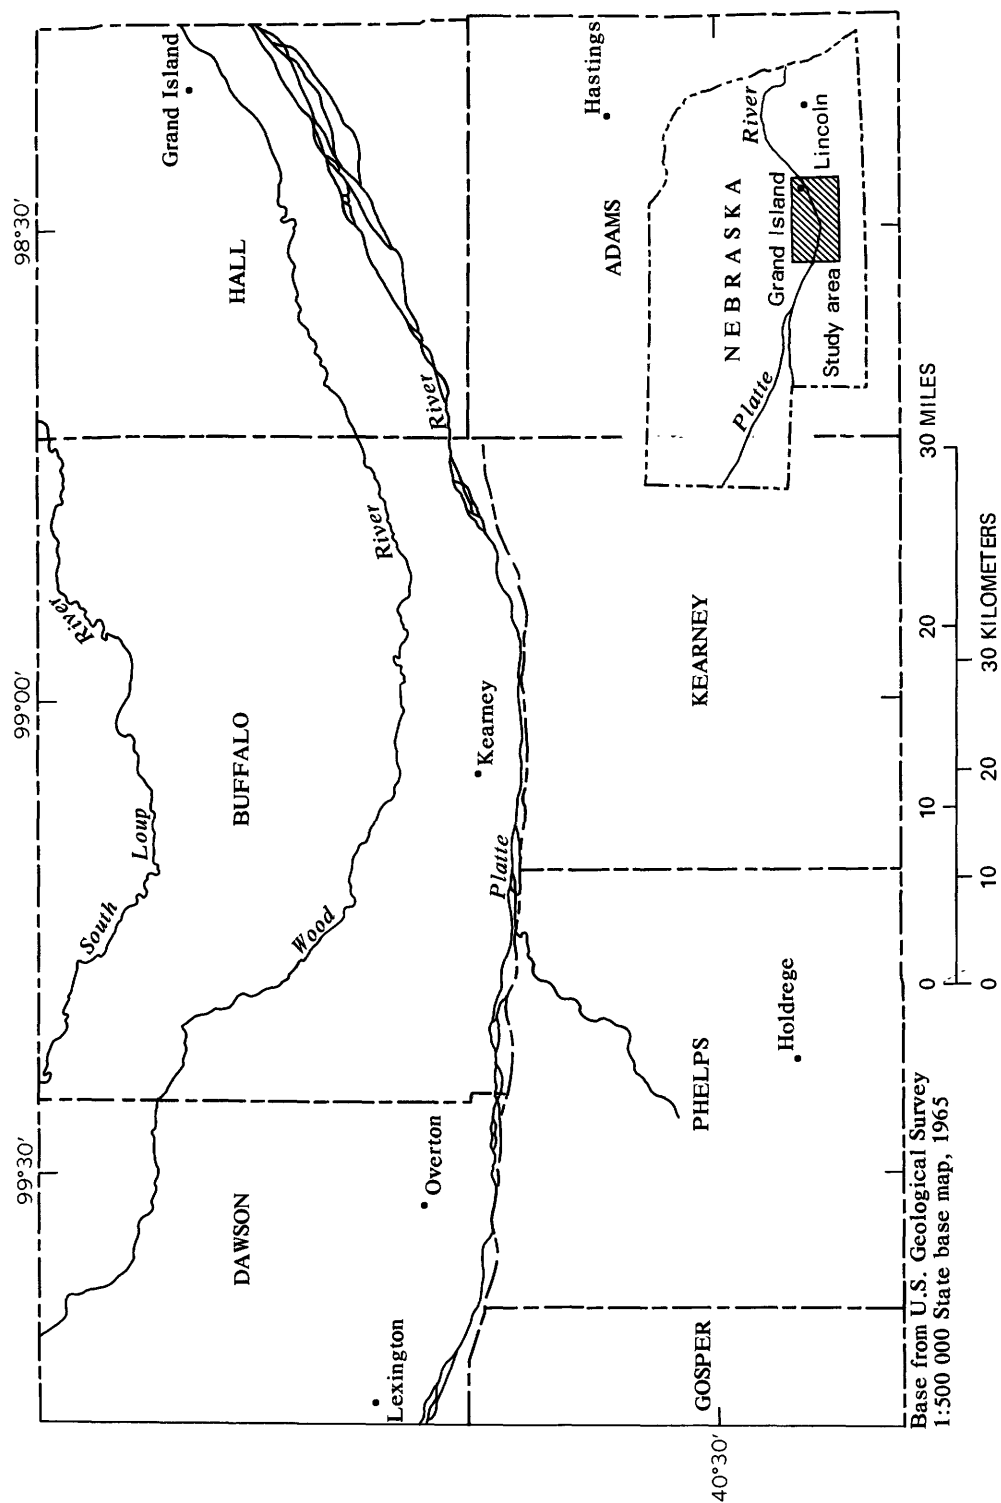 99°30'
99°00'
98°30'
South
Loup
River
Grand Island
DAWSON
BUFFALO
HALL
Wood
River
Lexington
Overton
Kearney
Platte
River
Hastings
ADAMS
GOSPER
PHELPS
KEARNEY
Holdrege
40°30'
NEBRASKA
Platte
River
Grand Island
Lincoln
Study area
Base from U.S. Geological Survey
1:500 000 State base map, 1965
0 10 20 30 MILES
0 10 20 30 KILOMETERS